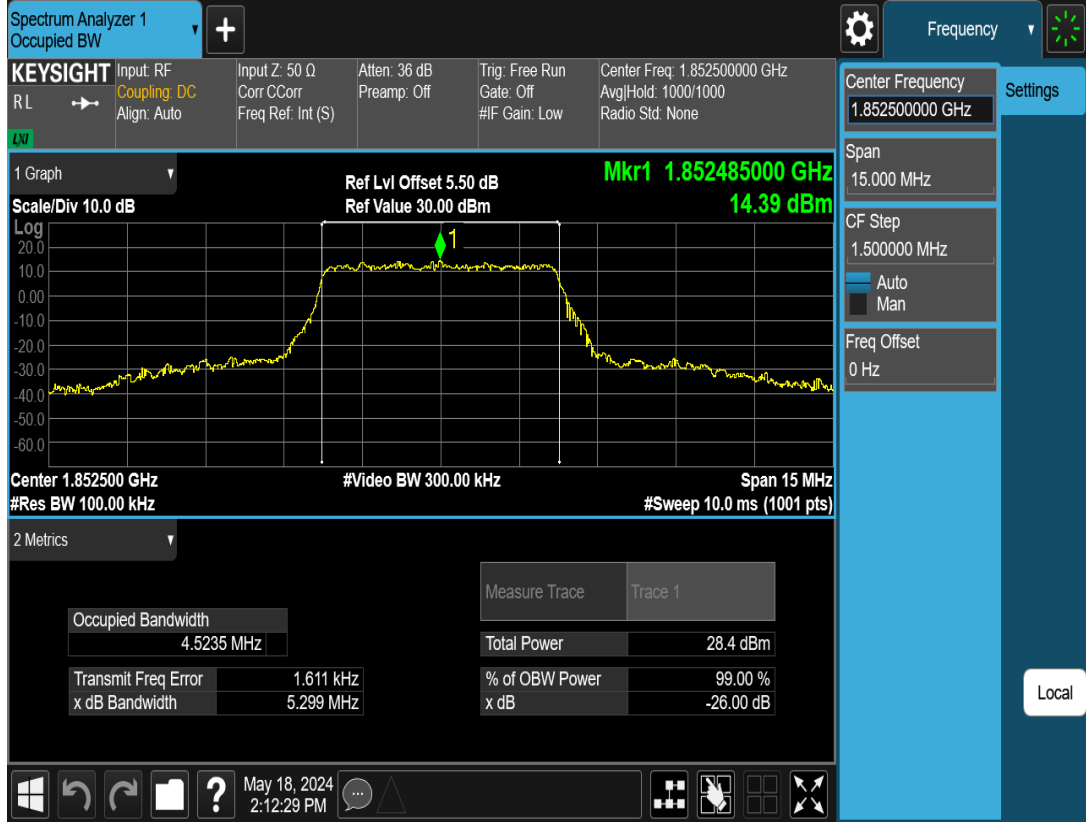 Spectrum Analyzer 1
Occupied BW
+
Frequency
KEYSIGHT
RL
LXI
Input: RF
Coupling: DC
Align: Auto
Input Z: 50 Ω
Corr CCorr
Freq Ref: Int (S)
Atten: 36 dB
Preamp: Off
Trig: Free Run
Gate: Off
#IF Gain: Low
Center Freq: 1.852500000 GHz
Avg|Hold: 1000/1000
Radio Std: None
Center Frequency
1.852500000 GHz
Settings
Span
15.000 MHz
CF Step
1.500000 MHz
Auto
Man
Freq Offset
0 Hz
Local
1 Graph
Ref Lvl Offset 5.50 dB
Mkr1 1.852485000 GHz
Scale/Div 10.0 dB
Ref Value 30.00 dBm
14.39 dBm
Log
1
20.0
10.0
0.00
-10.0
-20.0
-30.0
-40.0
-50.0
-60.0
Center 1.852500 GHz
#Video BW 300.00 kHz
Span 15 MHz
#Res BW 100.00 kHz
#Sweep 10.0 ms (1001 pts)
2 Metrics
Measure Trace
Trace 1
Occupied Bandwidth
4.5235 MHz
Total Power
28.4 dBm
Transmit Freq Error
1.611 kHz
% of OBW Power
99.00 %
x dB Bandwidth
5.299 MHz
x dB
-26.00 dB
?
May 18, 2024
2:12:29 PM